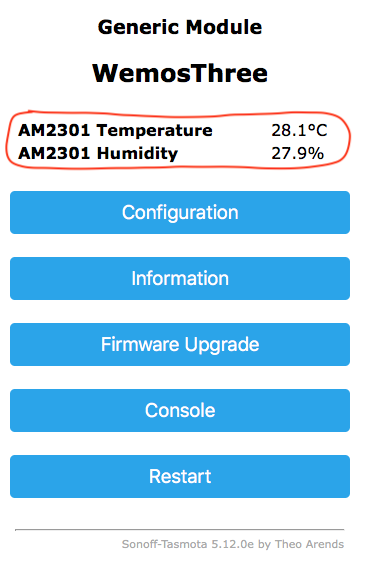 Generic Module
WemosThree
AM2301 Temperature 28.1°C
AM2301 Humidity 27.9%
Configuration
Information
Firmware Upgrade
Console
Restart
Sonoff-Tasmota 5.12.0e by Theo Arends